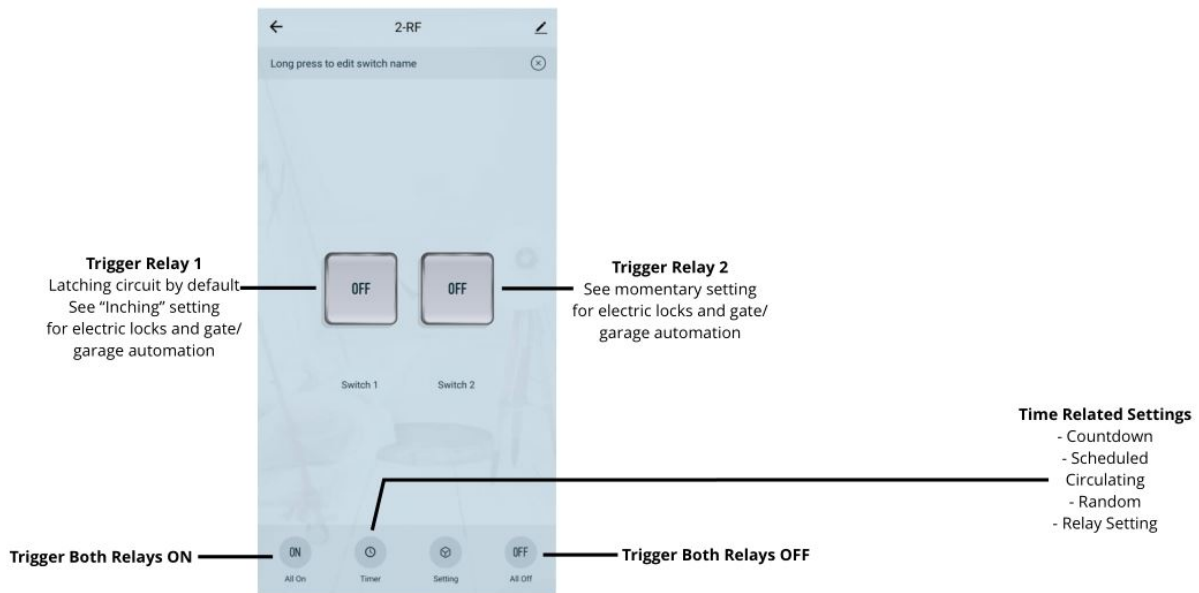 2-RF
Long press to edit switch name
Trigger Relay 1
Latching circuit by default
See “Inching” setting
for electric locks and gate/
garage automation
OFF
OFF
Trigger Relay 2
See momentary setting
for electric locks and gate/
garage automation
Switch 1
Switch 2
Time Related Settings
- Countdown
- Scheduled
Circulating
- Random
- Relay Setting
Trigger Both Relays ON
ON
OFF
Trigger Both Relays OFF
All On
Timer
Setting
All Off